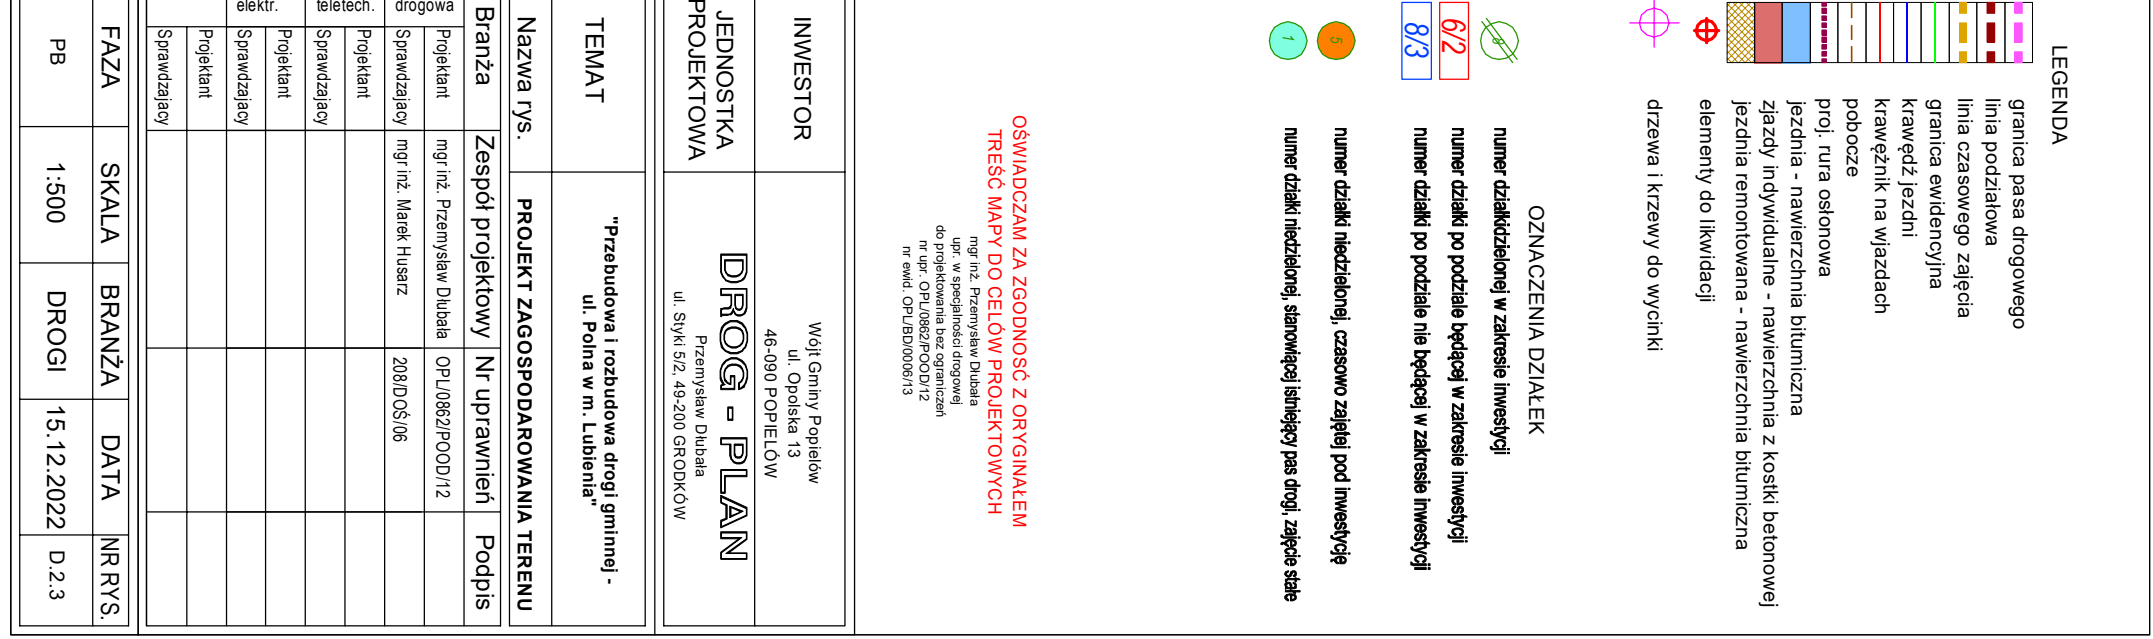 LEGENDA
granica pasa drogowego
linia podziałowa
linia czasowego zajęcia
granica ewidencyjna
krawędź jezdni
krawężnik na wjazdach
pobocze
proj. rura osłonowa
jezdnia - nawierzchnia bitumiczna
zjazdy indywidualne - nawierzchnia z kostki betonowej
jezdnia remontowana - nawierzchnia bitumiczna
elementy do likwidacji
drzewa i krzewy do wycinki
OZNACZENIA DZIAŁEK
numer działkidzielonej w zakresie inwestycji
6/2 numer działki po podziale będącej w zakresie inwestycji
8/3 numer działki po podziale nie będącej w zakresie inwestycji
5 numer działki niedzielonej, czasowo zajętej pod inwestycję
1 numer działki niedzielonej, stanowiącej istniejący pas drogi, zajęcie stałe
OŚWIADCZAM ZA ZGODNOSĆ Z ORYGINAŁEM
TREŚĆ MAPY DO CELÓW PROJEKTOWYCH
mgr inż. Przemysław Dłubała
upr. w specjalności drogowej
do projektowania bez ograniczeń
nr upr. OPL/0862/POOD/12
nr ewid. OPL/BD/0006/13
INWESTOR
Wójt Gminy Popielów
ul. Opolska 13
46-090 POPIELÓW
JEDNOSTKA
PROJEKTOWA
DROG - PLAN
Przemysław Dłubała
ul. Styki 5/2, 49-200 GRODKÓW
TEMAT
"Przebudowa i rozbudowa drogi gminnej -
ul. Polna w m. Lubienia"
Nazwa rys. PROJEKT ZAGOSPODAROWANIA TERENU
Branża Zespół projektowy Nr uprawnień Podpis
drogowa
Projektant mgr inż. Przemysław Dłubała OPL/0862/POOD/12
Sprawdzajacy mgr inż. Marek Husarz 208/DOŚ/06
teletech.
Projektant
Sprawdzajacy
elektr.
Projektant
Sprawdzajacy
Projektant
Sprawdzajacy
FAZA SKALA BRANŻA DATA NR RYS.
PB 1:500 DROGI 15.12.2022 D.2.3